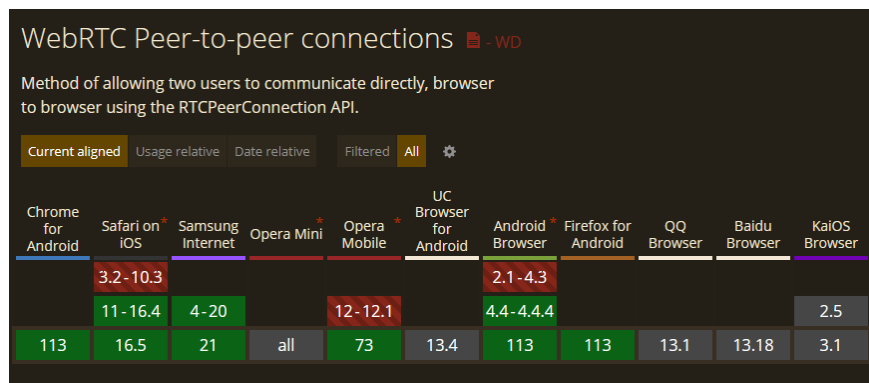 WebRTC Peer-to-peer connections - WD
Method of allowing two users to communicate directly, browser
to browser using the RTCPeerConnection API.
Current aligned Usage relative Date relative Filtered All
Chrome for Android Safari on iOS * Samsung Internet Opera Mini * Opera Mobile * UC Browser for Android Android Browser * Firefox for Android QQ Browser Baidu Browser KaiOS Browser
3.2-10.3 2.1-4.3
11-16.4 4-20 12-12.1 4.4-4.4.4 2.5
113 16.5 21 all 73 13.4 113 113 13.1 13.18 3.1